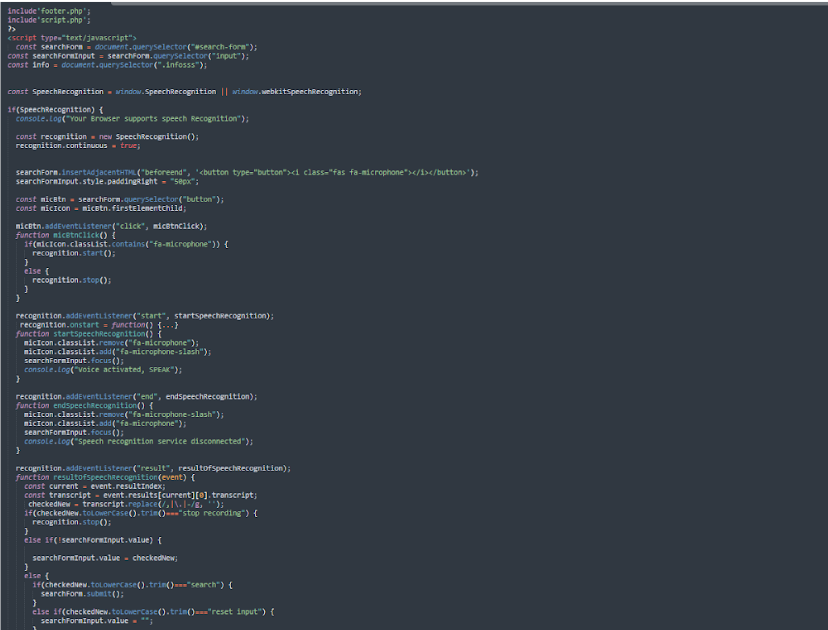 include'footer.php';
include'script.php';
?>
<script type="text/javascript">
const searchForm = document.querySelector("#search-form");
const searchFormInput = searchForm.querySelector("input");
const info = document.querySelector(".infosss");
const SpeechRecognition = window.SpeechRecognition || window.webkitSpeechRecognition;
if(SpeechRecognition) {
console.log("Your Browser supports speech Recognition");
const recognition = new SpeechRecognition();
recognition.continuous = true;
searchForm.insertAdjacentHTML("beforeend", '<button type="button"><i class="fas fa-microphone"></i></button>');
searchFormInput.style.paddingRight = "50px";
const micBtn = searchForm.querySelector("button");
const micIcon = micBtn.firstElementChild;
micBtn.addEventListener("click", micBtnClick);
function micBtnClick() {
if(micIcon.classList.contains("fa-microphone")) {
recognition.start();
}
else {
recognition.stop();
}
}
recognition.addEventListener("start", startSpeechRecognition);
recognition.onstart = function() {...}
function startSpeechRecognition() {
micIcon.classList.remove("fa-microphone");
micIcon.classList.add("fa-microphone-slash");
searchFormInput.focus();
console.log("Voice activated, SPEAK");
}
recognition.addEventListener("end", endSpeechRecognition);
function endSpeechRecognition() {
micIcon.classList.remove("fa-microphone-slash");
micIcon.classList.add("fa-microphone");
searchFormInput.focus();
console.log("Speech recognition service disconnected");
}
recognition.addEventListener("result", resultOfSpeechRecognition);
function resultOfSpeechRecognition(event) {
const current = event.resultIndex;
const transcript = event.results[current][0].transcript;
checkedNew = transcript.replace(/,|\.|-/g, '');
if(checkedNew.toLowerCase().trim()==="stop recording") {
recognition.stop();
}
else if(!searchFormInput.value) {
searchFormInput.value = checkedNew;
}
else {
if(checkedNew.toLowerCase().trim()==="search") {
searchForm.submit();
}
else if(checkedNew.toLowerCase().trim()==="reset input") {
searchFormInput.value = "";
}